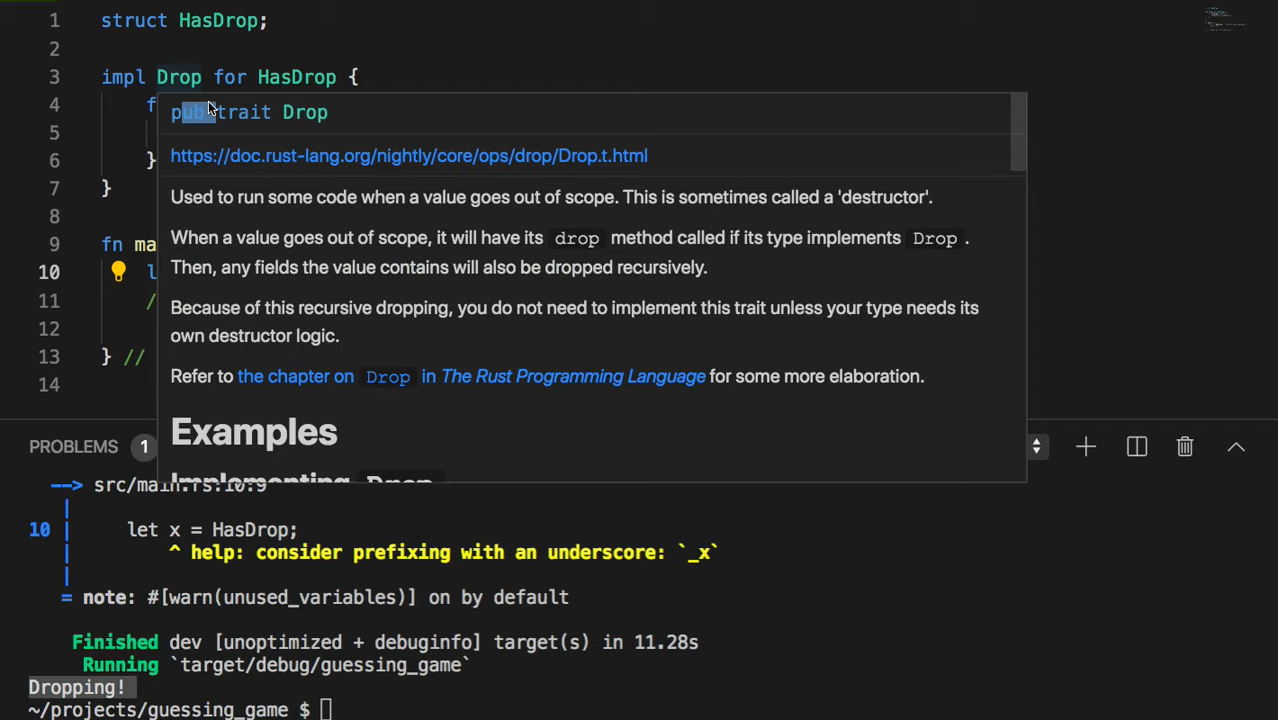 1 struct HasDrop;
2
3 impl Drop for HasDrop {
4 f
pub trait Drop
5
https://doc.rust-lang.org/nightly/core/ops/drop/Drop.t.html
6 }
7 }
Used to run some code when a value goes out of scope. This is sometimes called a 'destructor'.
8
9 fn ma
When a value goes out of scope, it will have its drop method called if its type implements Drop .
10 l
Then, any fields the value contains will also be dropped recursively.
11 /
Because of this recursive dropping, you do not need to implement this trait unless your type needs its
12
own destructor logic.
13 } //
14
Refer to the chapter on Drop in The Rust Programming Language for some more elaboration.
Examples
Implementing Drop
PROBLEMS 1
--> src/main.rs:10:9
|
10 | let x = HasDrop;
| ^ help: consider prefixing with an underscore: `_x`
|
= note: #[warn(unused_variables)] on by default
Finished dev [unoptimized + debuginfo] target(s) in 11.28s
Running `target/debug/guessing_game`
Dropping!
~/projects/guessing_game $